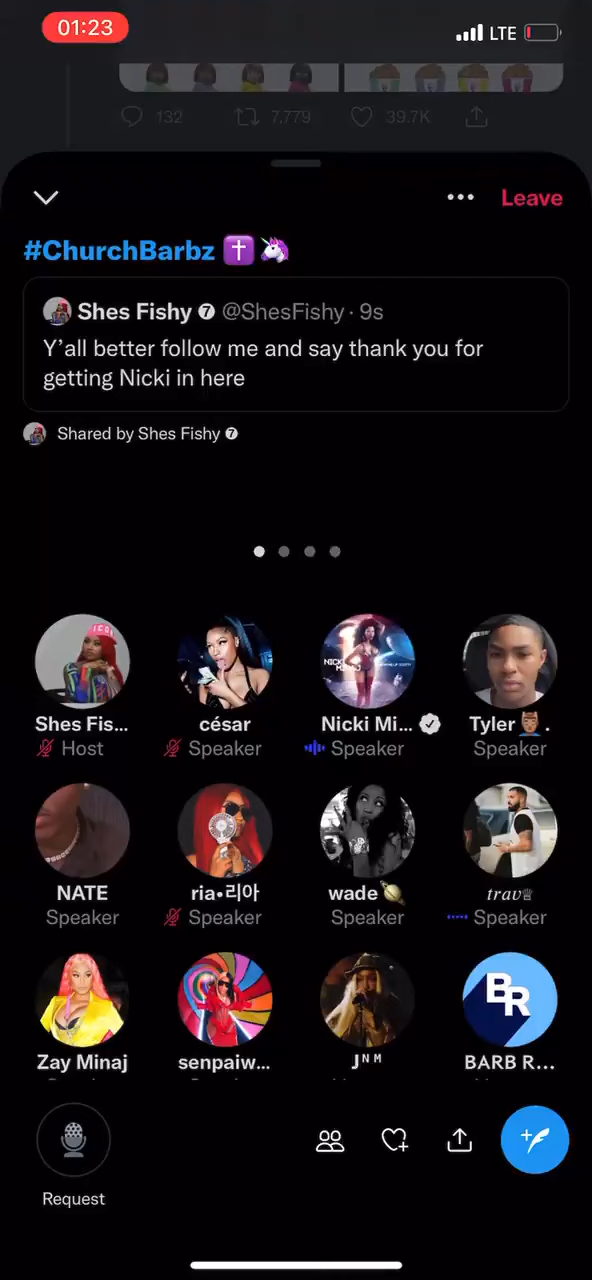 01:23
LTE
132
7,779
39.7K
Leave
#ChurchBarbz ✝️🦄
Shes Fishy ❼ @ShesFishy · 9s
Y'all better follow me and say thank you for
getting Nicki in here
Shared by Shes Fishy ❼
Shes Fis... césar Nicki Mi... Tyler 💆🏽‍♂️.
Host Speaker Speaker Speaker
NATE ria•리아 wade 🪐 𝑡𝑟𝑎𝑣♕
Speaker Speaker Speaker Speaker
Zay Minaj senpaiw... Jᴺᴹ BARB R...
BR
Request